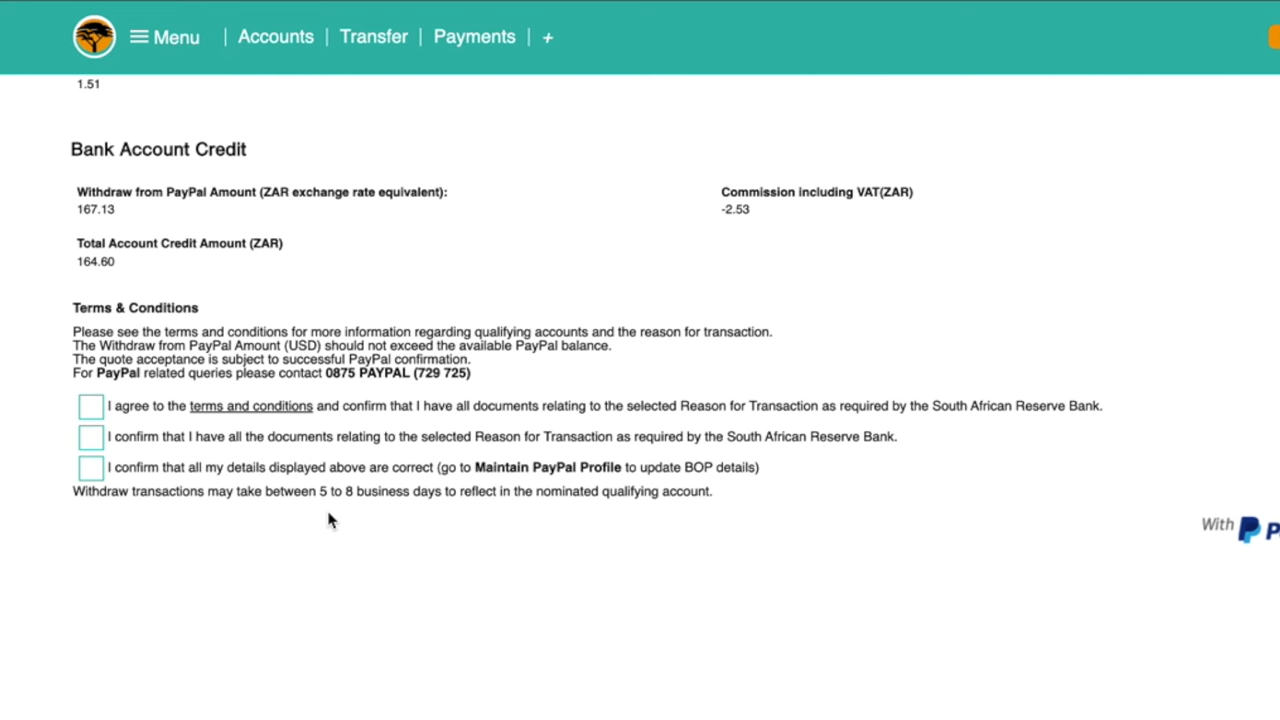 Menu | Accounts | Transfer | Payments | +
1.51
Bank Account Credit
Withdraw from PayPal Amount (ZAR exchange rate equivalent):
167.13
Commission including VAT(ZAR)
-2.53
Total Account Credit Amount (ZAR)
164.60
Terms & Conditions
Please see the terms and conditions for more information regarding qualifying accounts and the reason for transaction.
The Withdraw from PayPal Amount (USD) should not exceed the available PayPal balance.
The quote acceptance is subject to successful PayPal confirmation.
For PayPal related queries please contact 0875 PAYPAL (729 725)
I agree to the terms and conditions and confirm that I have all documents relating to the selected Reason for Transaction as required by the South African Reserve Bank.
I confirm that I have all the documents relating to the selected Reason for Transaction as required by the South African Reserve Bank.
I confirm that all my details displayed above are correct (go to Maintain PayPal Profile to update BOP details)
Withdraw transactions may take between 5 to 8 business days to reflect in the nominated qualifying account.
With